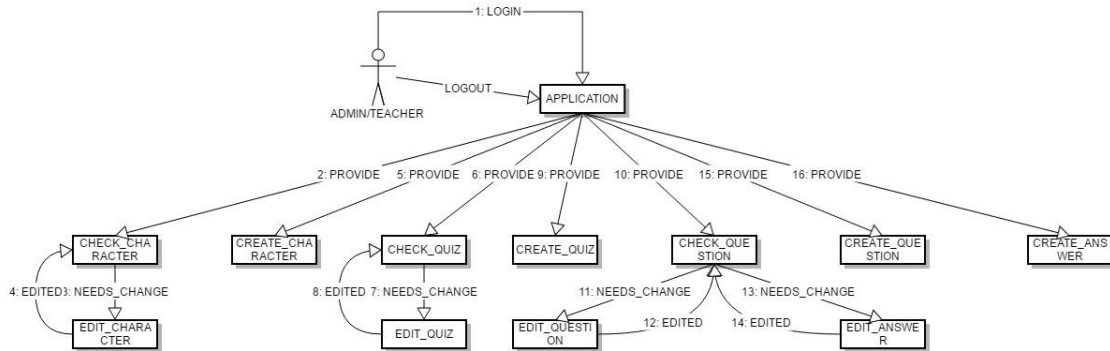 1: LOGIN
LOGOUT
APPLICATION
ADMIN/TEACHER
2: PROVIDE
5: PROVIDE
6: PROVIDE
9: PROVIDE
10: PROVIDE
15: PROVIDE
16: PROVIDE
CHECK_CHA
RACTER
CREATE_CHA
RACTER
CHECK_QUIZ
CREATE_QUIZ
CHECK_QUE
STION
CREATE_QUE
STION
CREATE_ANS
WER
4: EDITED
3: NEEDS_CHANGE
8: EDITED
7: NEEDS_CHANGE
11: NEEDS_CHANGE
13: NEEDS_CHANGE
12: EDITED
14: EDITED
EDIT_CHARA
CTER
EDIT_QUIZ
EDIT_QUESTI
ON
EDIT_ANSWE
R